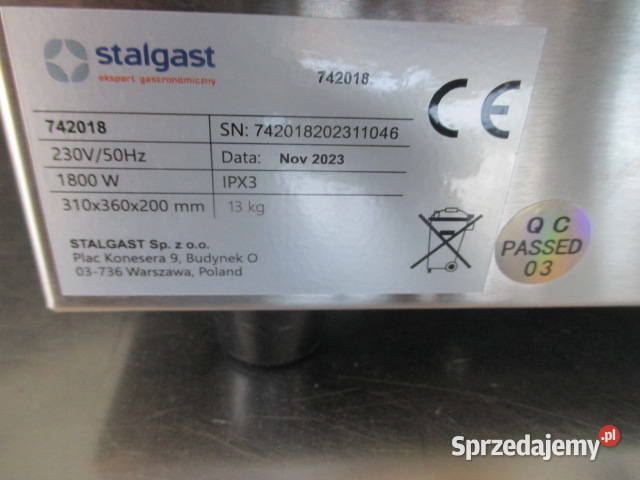 stalgast
ekspert gastronomiczny
742018
CE
742018 SN: 742018202311046
230V/50Hz Data: Nov 2023
1800 W IPX3
310x360x200 mm 13 kg
STALGAST Sp. z o.o.
Plac Konesera 9, Budynek O
03-736 Warszawa, Poland
QC
PASSED
03
Sprzedajemy.pl